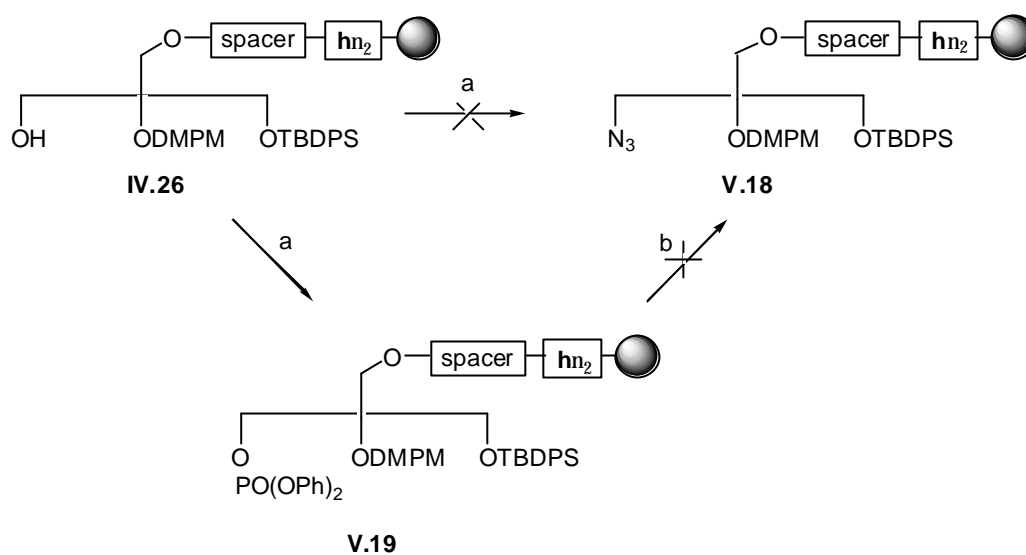 O spacer hn₂
OH ODMPM OTBDPS
IV.26
a
O spacer hn₂
N₃ ODMPM OTBDPS
V.18
a
b
O spacer hn₂
O ODMPM OTBDPS
PO(OPh)₂
V.19